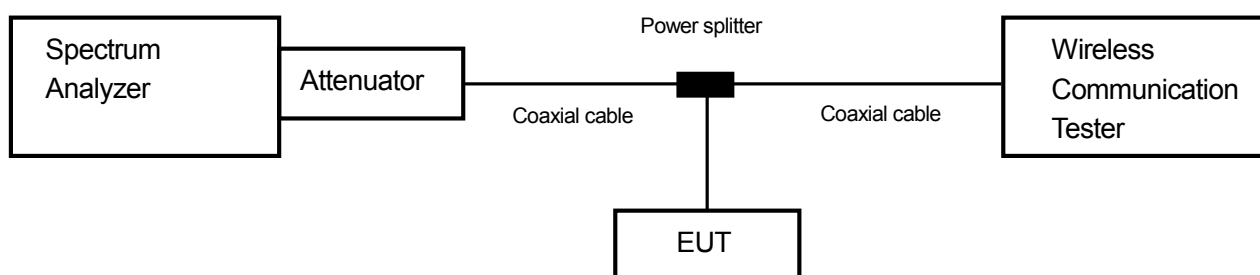 Power splitter
Spectrum
Analyzer
Attenuator
Wireless
Communication
Tester
Coaxial cable
Coaxial cable
EUT